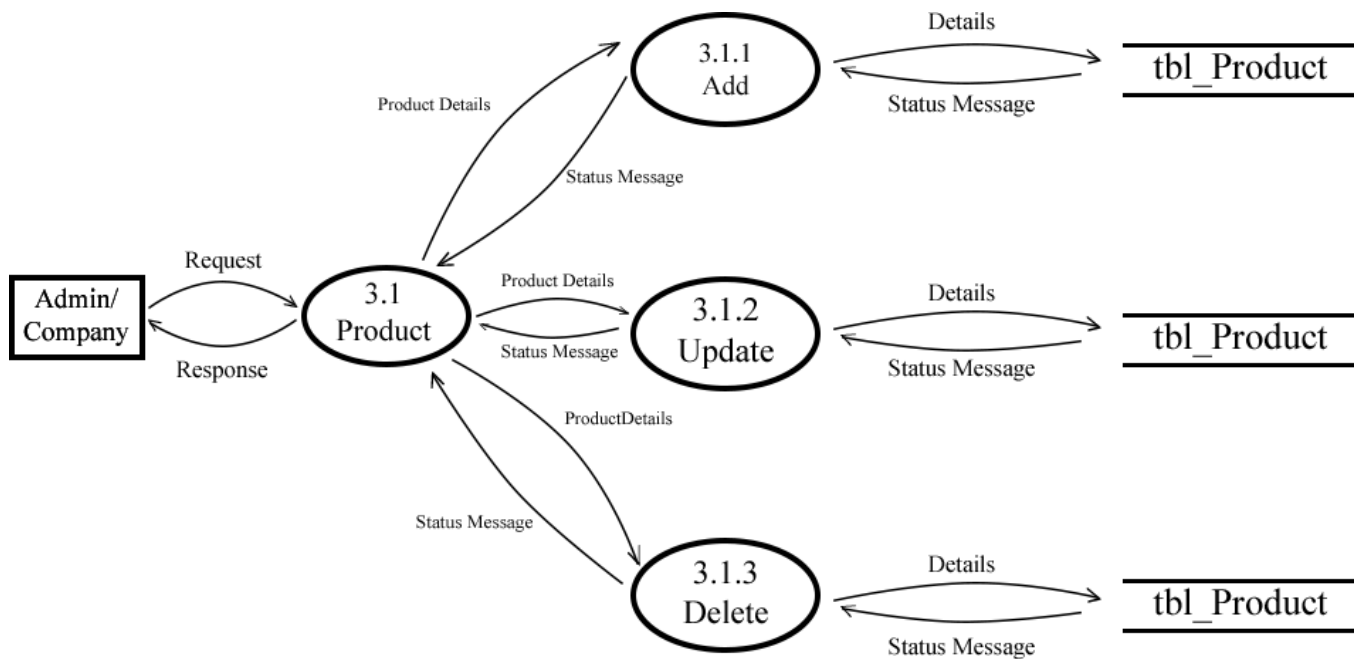 Details
3.1.1
Add
tbl_Product
Product Details
Status Message
Status Message
Request
Admin/
Company
3.1
Product
Response
Product Details
Status Message
3.1.2
Update
Details
tbl_Product
Status Message
ProductDetails
Status Message
3.1.3
Delete
Details
tbl_Product
Status Message